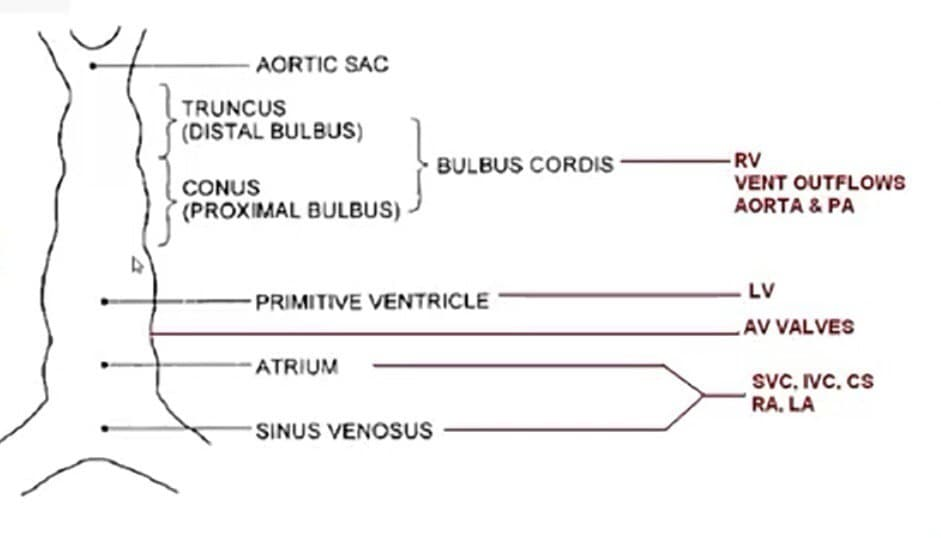 AORTIC SAC
TRUNCUS
(DISTAL BULBUS)
BULBUS CORDIS
RV
VENT OUTFLOWS
AORTA & PA
CONUS
(PROXIMAL BULBUS)
PRIMITIVE VENTRICLE
LV
AV VALVES
ATRIUM
SVC, IVC, CS
RA, LA
SINUS VENOSUS